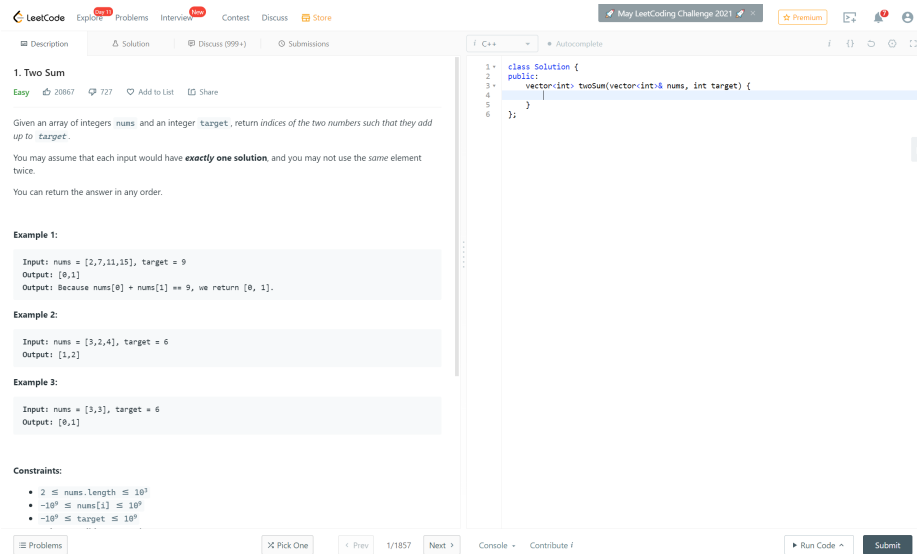 LeetCode Explore Day 11 Problems Interview New Contest Discuss Store May LeetCoding Challenge 2021 × Premium 7
Description Solution Discuss (999+) Submissions
i C++ Autocomplete i {}
1. Two Sum
Easy 20867 727 Add to List Share
Given an array of integers nums and an integer target, return indices of the two numbers such that they add
up to target.
You may assume that each input would have exactly one solution, and you may not use the same element
twice.
You can return the answer in any order.
Example 1:
Input: nums = [2,7,11,15], target = 9
Output: [0,1]
Output: Because nums[0] + nums[1] == 9, we return [0, 1].
Example 2:
Input: nums = [3,2,4], target = 6
Output: [1,2]
Example 3:
Input: nums = [3,3], target = 6
Output: [0,1]
Constraints:
• 2 ≤ nums.length ≤ 10³
• -10⁹ ≤ nums[i] ≤ 10⁹
• -10⁹ ≤ target ≤ 10⁹
1 class Solution {
2 public:
3 vector<int> twoSum(vector<int>& nums, int target) {
4
5 }
6 };
Problems Pick One < Prev 1/1857 Next > Console Contribute i Run Code Submit